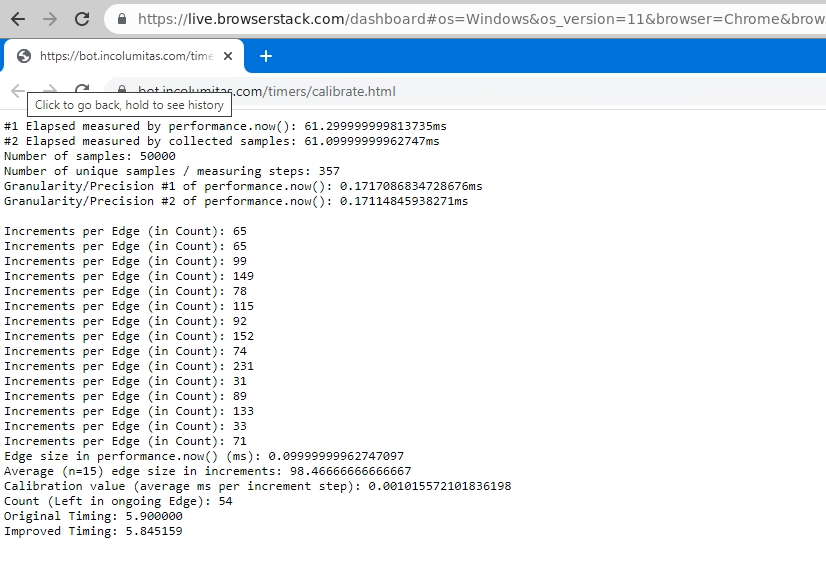 https://live.browserstack.com/dashboard#os=Windows&os_version=11&browser=Chrome&brow
https://bot.incolumitas.com/time
bot.incolumitas.com/timers/calibrate.html
Click to go back, hold to see history
#1 Elapsed measured by performance.now(): 61.299999999813735ms
#2 Elapsed measured by collected samples: 61.09999999962747ms
Number of samples: 50000
Number of unique samples / measuring steps: 357
Granularity/Precision #1 of performance.now(): 0.1717086834728676ms
Granularity/Precision #2 of performance.now(): 0.17114845938271ms
Increments per Edge (in Count): 65
Increments per Edge (in Count): 65
Increments per Edge (in Count): 99
Increments per Edge (in Count): 149
Increments per Edge (in Count): 78
Increments per Edge (in Count): 115
Increments per Edge (in Count): 92
Increments per Edge (in Count): 152
Increments per Edge (in Count): 74
Increments per Edge (in Count): 231
Increments per Edge (in Count): 31
Increments per Edge (in Count): 89
Increments per Edge (in Count): 133
Increments per Edge (in Count): 33
Increments per Edge (in Count): 71
Edge size in performance.now() (ms): 0.09999999962747097
Average (n=15) edge size in increments: 98.46666666666667
Calibration value (average ms per increment step): 0.001015572101836198
Count (Left in ongoing Edge): 54
Original Timing: 5.900000
Improved Timing: 5.845159